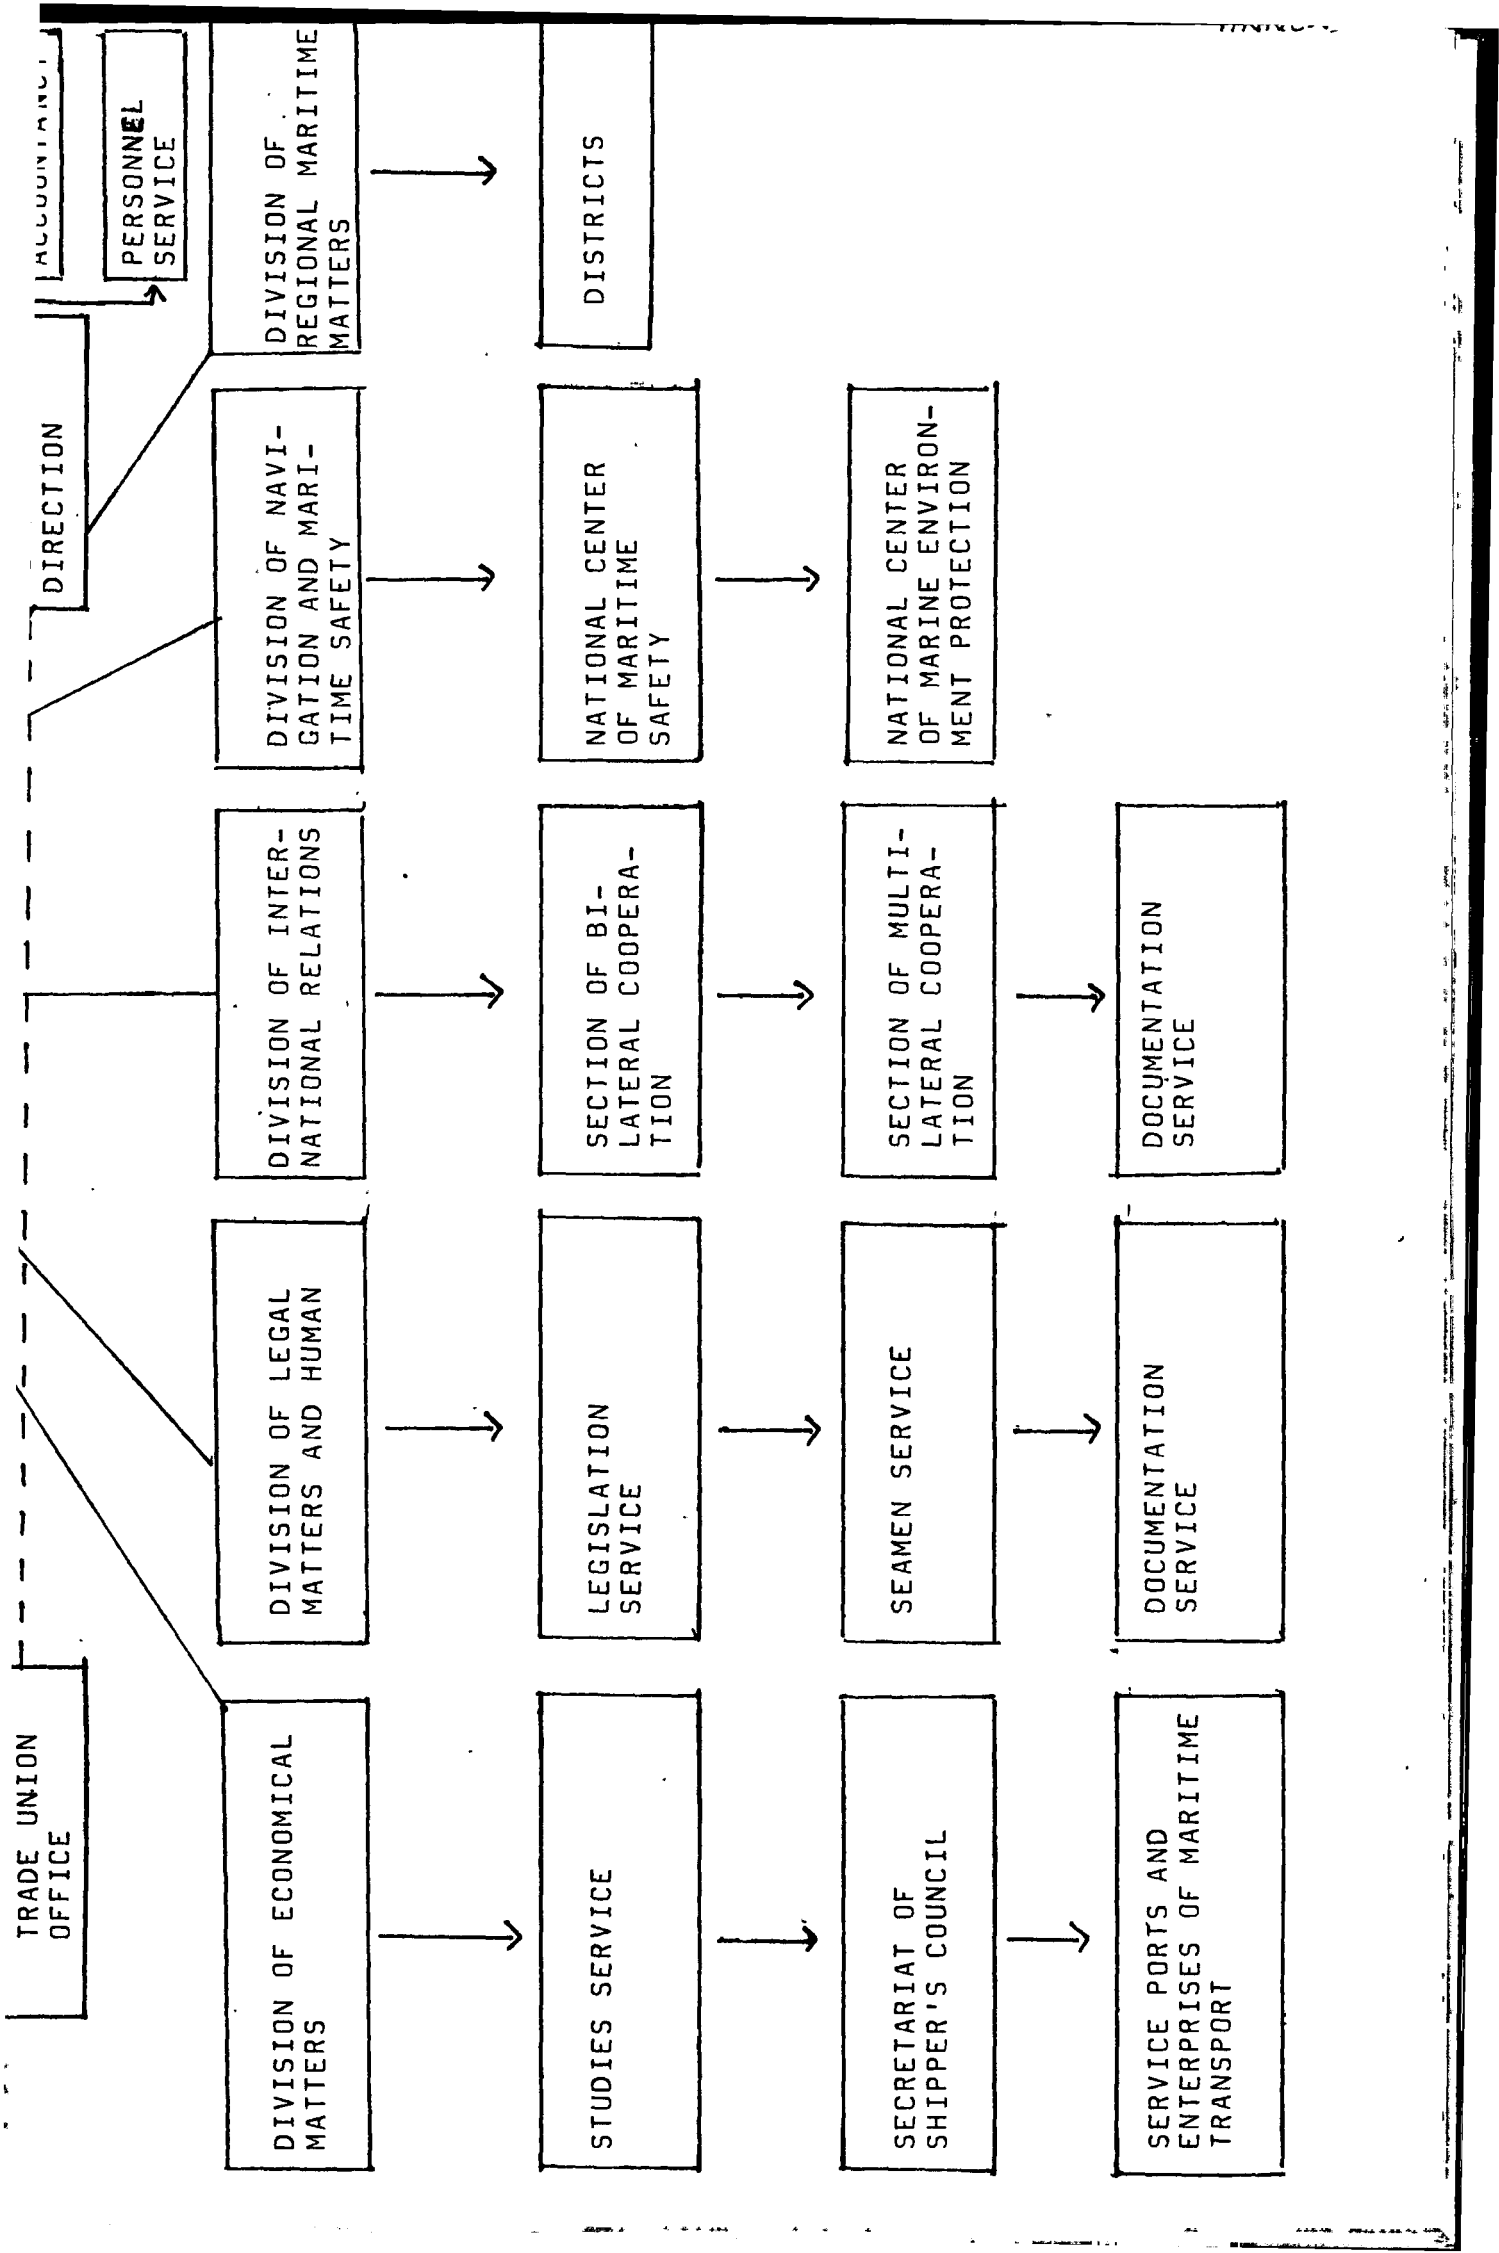 TRADE UNION
OFFICE
DIRECTION
PERSONNEL
SERVICE
DIVISION OF ECONOMICAL
MATTERS
DIVISION OF LEGAL
MATTERS AND HUMAN
DIVISION OF INTER-
NATIONAL RELATIONS
DIVISION OF NAVI-
GATION AND MARI-
TIME SAFETY
DIVISION OF
REGIONAL MARITIME
MATTERS
STUDIES SERVICE
LEGISLATION
SERVICE
SECTION OF BI-
LATERAL COOPERA-
TION
NATIONAL CENTER
OF MARITIME
SAFETY
DISTRICTS
SECRETARIAT OF
SHIPPER'S COUNCIL
SEAMEN SERVICE
SECTION OF MULTI-
LATERAL COOPERA-
TION
NATIONAL CENTER
OF MARINE ENVIRON-
MENT PROTECTION
SERVICE PORTS AND
ENTERPRISES OF MARITIME
TRANSPORT
DOCUMENTATION
SERVICE
DOCUMENTATION
SERVICE